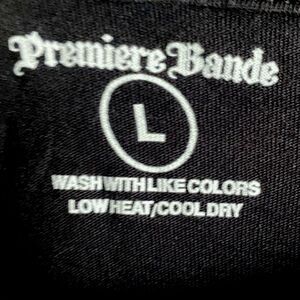 Premiere Bande
L
WASH WITH LIKE COLORS
LOW HEAT/COOL DRY